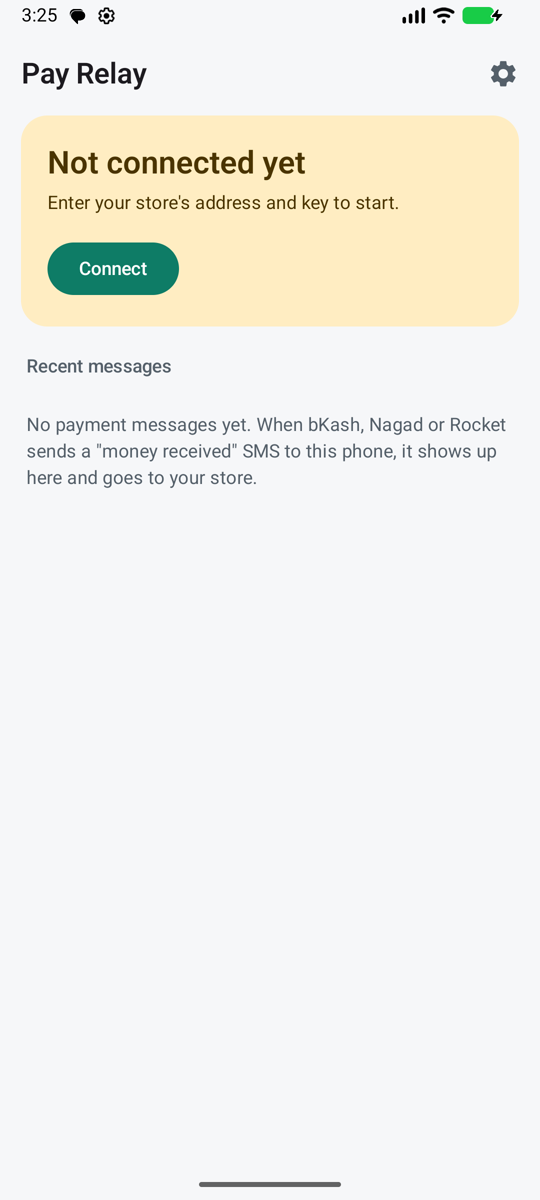 3:25
Pay Relay
Not connected yet
Enter your store's address and key to start.
Connect
Recent messages
No payment messages yet. When bKash, Nagad or Rocket
sends a "money received" SMS to this phone, it shows up
here and goes to your store.